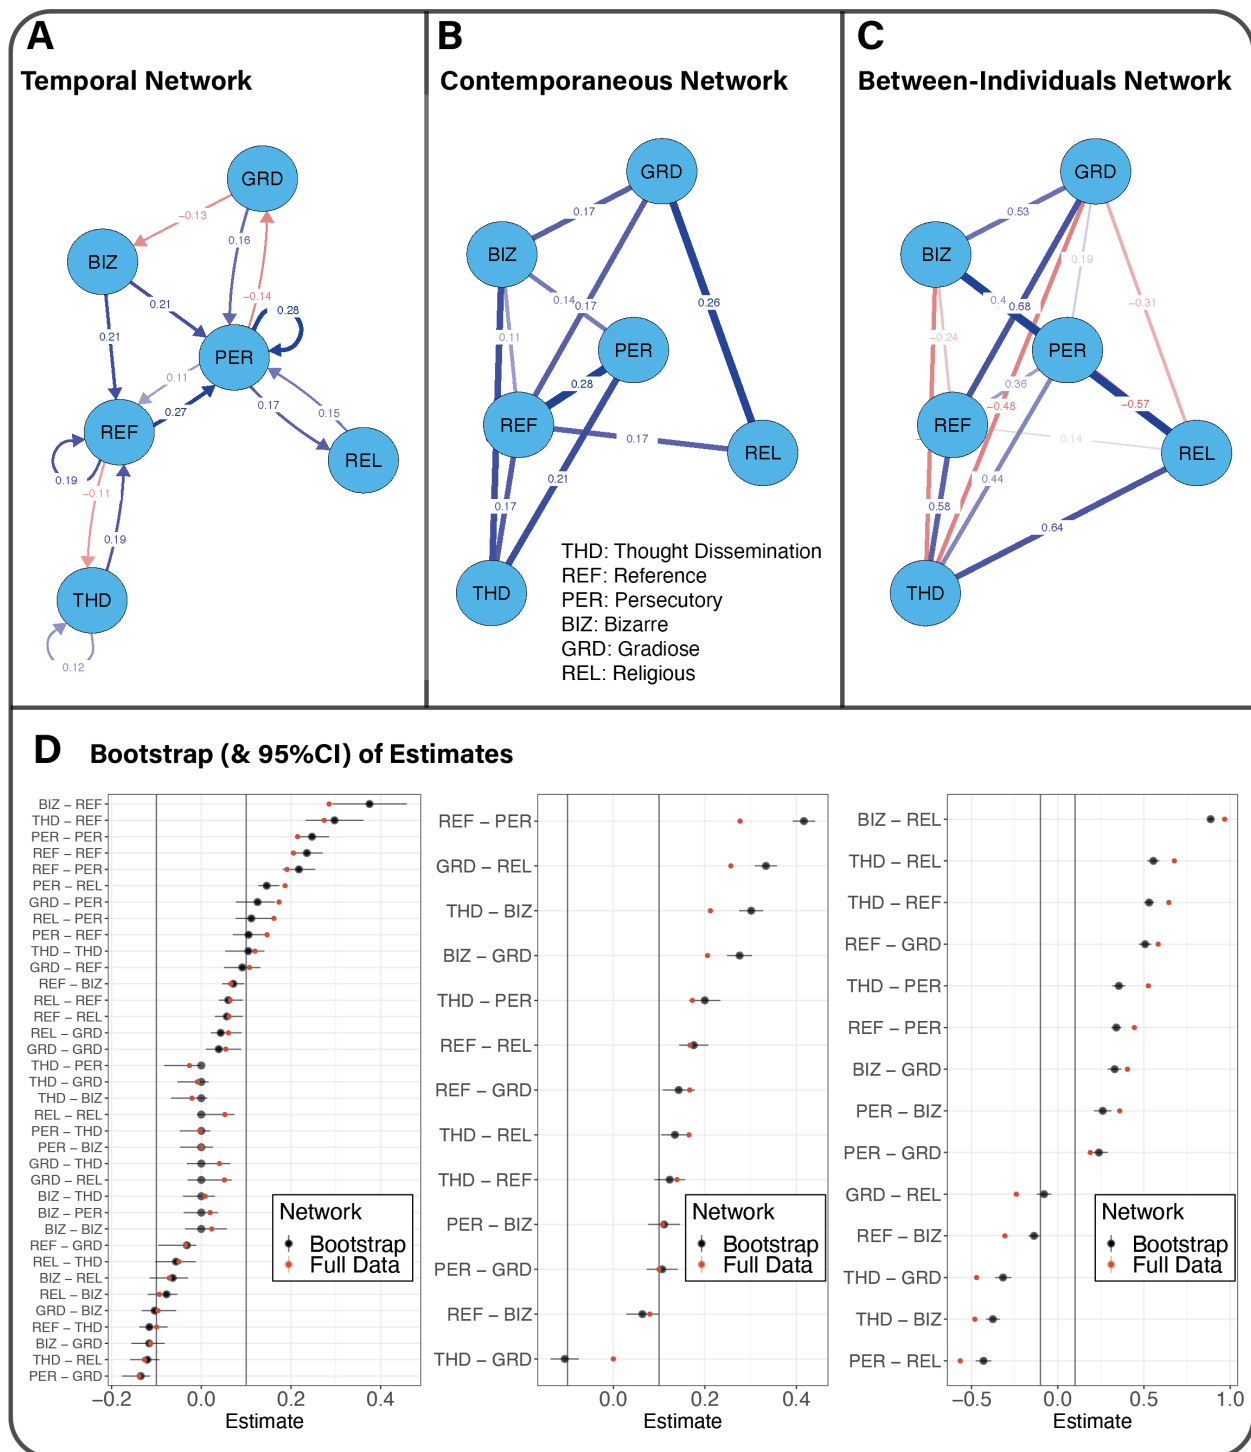 A
Temporal Network
GRD
−0.13
BIZ
0.16
0.21
−0.14
0.28
0.21
PER
0.11
0.27
0.17
0.15
REF
REL
0.19
−0.11
0.19
THD
0.12
B
Contemporaneous Network
GRD
0.17
BIZ
0.14
0.17
0.26
0.11
PER
0.28
REF
0.17
REL
0.21
0.17
THD
THD: Thought Dissemination
REF: Reference
PER: Persecutory
BIZ: Bizarre
GRD: Gradiose
REL: Religious
C
Between-Individuals Network
GRD
0.53
BIZ
0.19
0.4
0.68
−0.31
−0.24
PER
0.36
−0.48
−0.57
REF
0.14
REL
0.44
0.58
0.64
THD
D
Bootstrap (& 95%CI) of Estimates
BIZ − REF
THD − REF
PER − PER
REF − REF
REF − PER
PER − REL
GRD − PER
REL − PER
PER − REF
THD − THD
GRD − REF
REF − BIZ
REL − REF
REF − REL
REL − GRD
GRD − GRD
THD − PER
THD − GRD
THD − BIZ
REL − REL
PER − THD
PER − BIZ
GRD − THD
GRD − REL
BIZ − THD
BIZ − PER
BIZ − BIZ
REF − GRD
REL − THD
BIZ − REL
REL − BIZ
GRD − BIZ
REF − THD
BIZ − GRD
THD − REL
PER − GRD
−0.2 0.0 0.2 0.4
Estimate
Network
Bootstrap
Full Data
REF − PER
GRD − REL
THD − BIZ
BIZ − GRD
THD − PER
REF − REL
REF − GRD
THD − REL
THD − REF
PER − BIZ
PER − GRD
REF − BIZ
THD − GRD
0.0 0.2 0.4
Estimate
Network
Bootstrap
Full Data
BIZ − REL
THD − REL
THD − REF
REF − GRD
THD − PER
REF − PER
BIZ − GRD
PER − BIZ
PER − GRD
GRD − REL
REF − BIZ
THD − GRD
THD − BIZ
PER − REL
−0.5 0.0 0.5 1.0
Estimate
Network
Bootstrap
Full Data